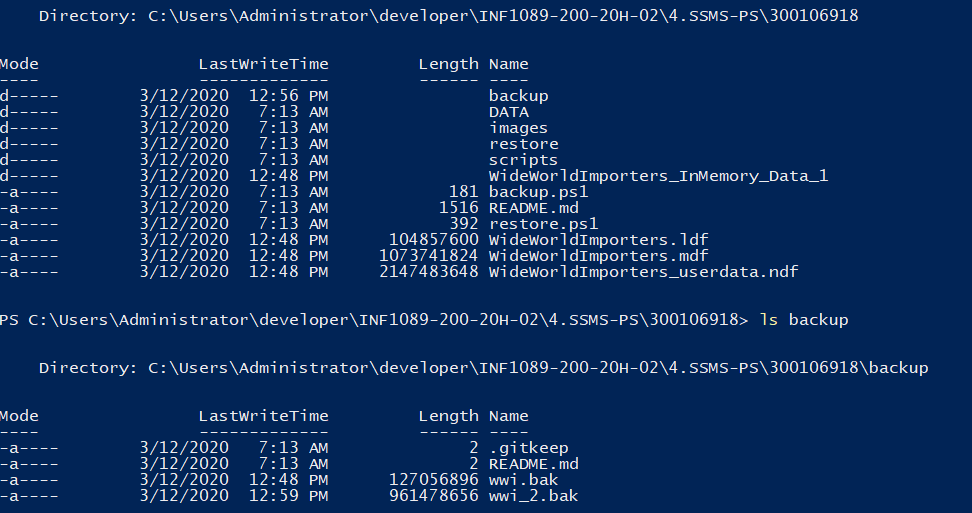 Directory: C:\Users\Administrator\developer\INF1089-200-20H-02\4.SSMS-PS\300106918
Mode LastWriteTime Length Name
---- ------------- ------ ----
d----- 3/12/2020 12:56 PM backup
d----- 3/12/2020 7:13 AM DATA
d----- 3/12/2020 7:13 AM images
d----- 3/12/2020 7:13 AM restore
d----- 3/12/2020 7:13 AM scripts
d----- 3/12/2020 12:48 PM WideWorldImporters_InMemory_Data_1
-a---- 3/12/2020 7:13 AM 181 backup.ps1
-a---- 3/12/2020 7:13 AM 1516 README.md
-a---- 3/12/2020 7:13 AM 392 restore.ps1
-a---- 3/12/2020 12:48 PM 104857600 WideWorldImporters.ldf
-a---- 3/12/2020 12:48 PM 1073741824 WideWorldImporters.mdf
-a---- 3/12/2020 12:48 PM 2147483648 WideWorldImporters_userdata.ndf
PS C:\Users\Administrator\developer\INF1089-200-20H-02\4.SSMS-PS\300106918> ls backup
Directory: C:\Users\Administrator\developer\INF1089-200-20H-02\4.SSMS-PS\300106918\backup
Mode LastWriteTime Length Name
---- ------------- ------ ----
-a---- 3/12/2020 7:13 AM 2 .gitkeep
-a---- 3/12/2020 7:13 AM 2 README.md
-a---- 3/12/2020 12:48 PM 127056896 wwi.bak
-a---- 3/12/2020 12:59 PM 961478656 wwi_2.bak